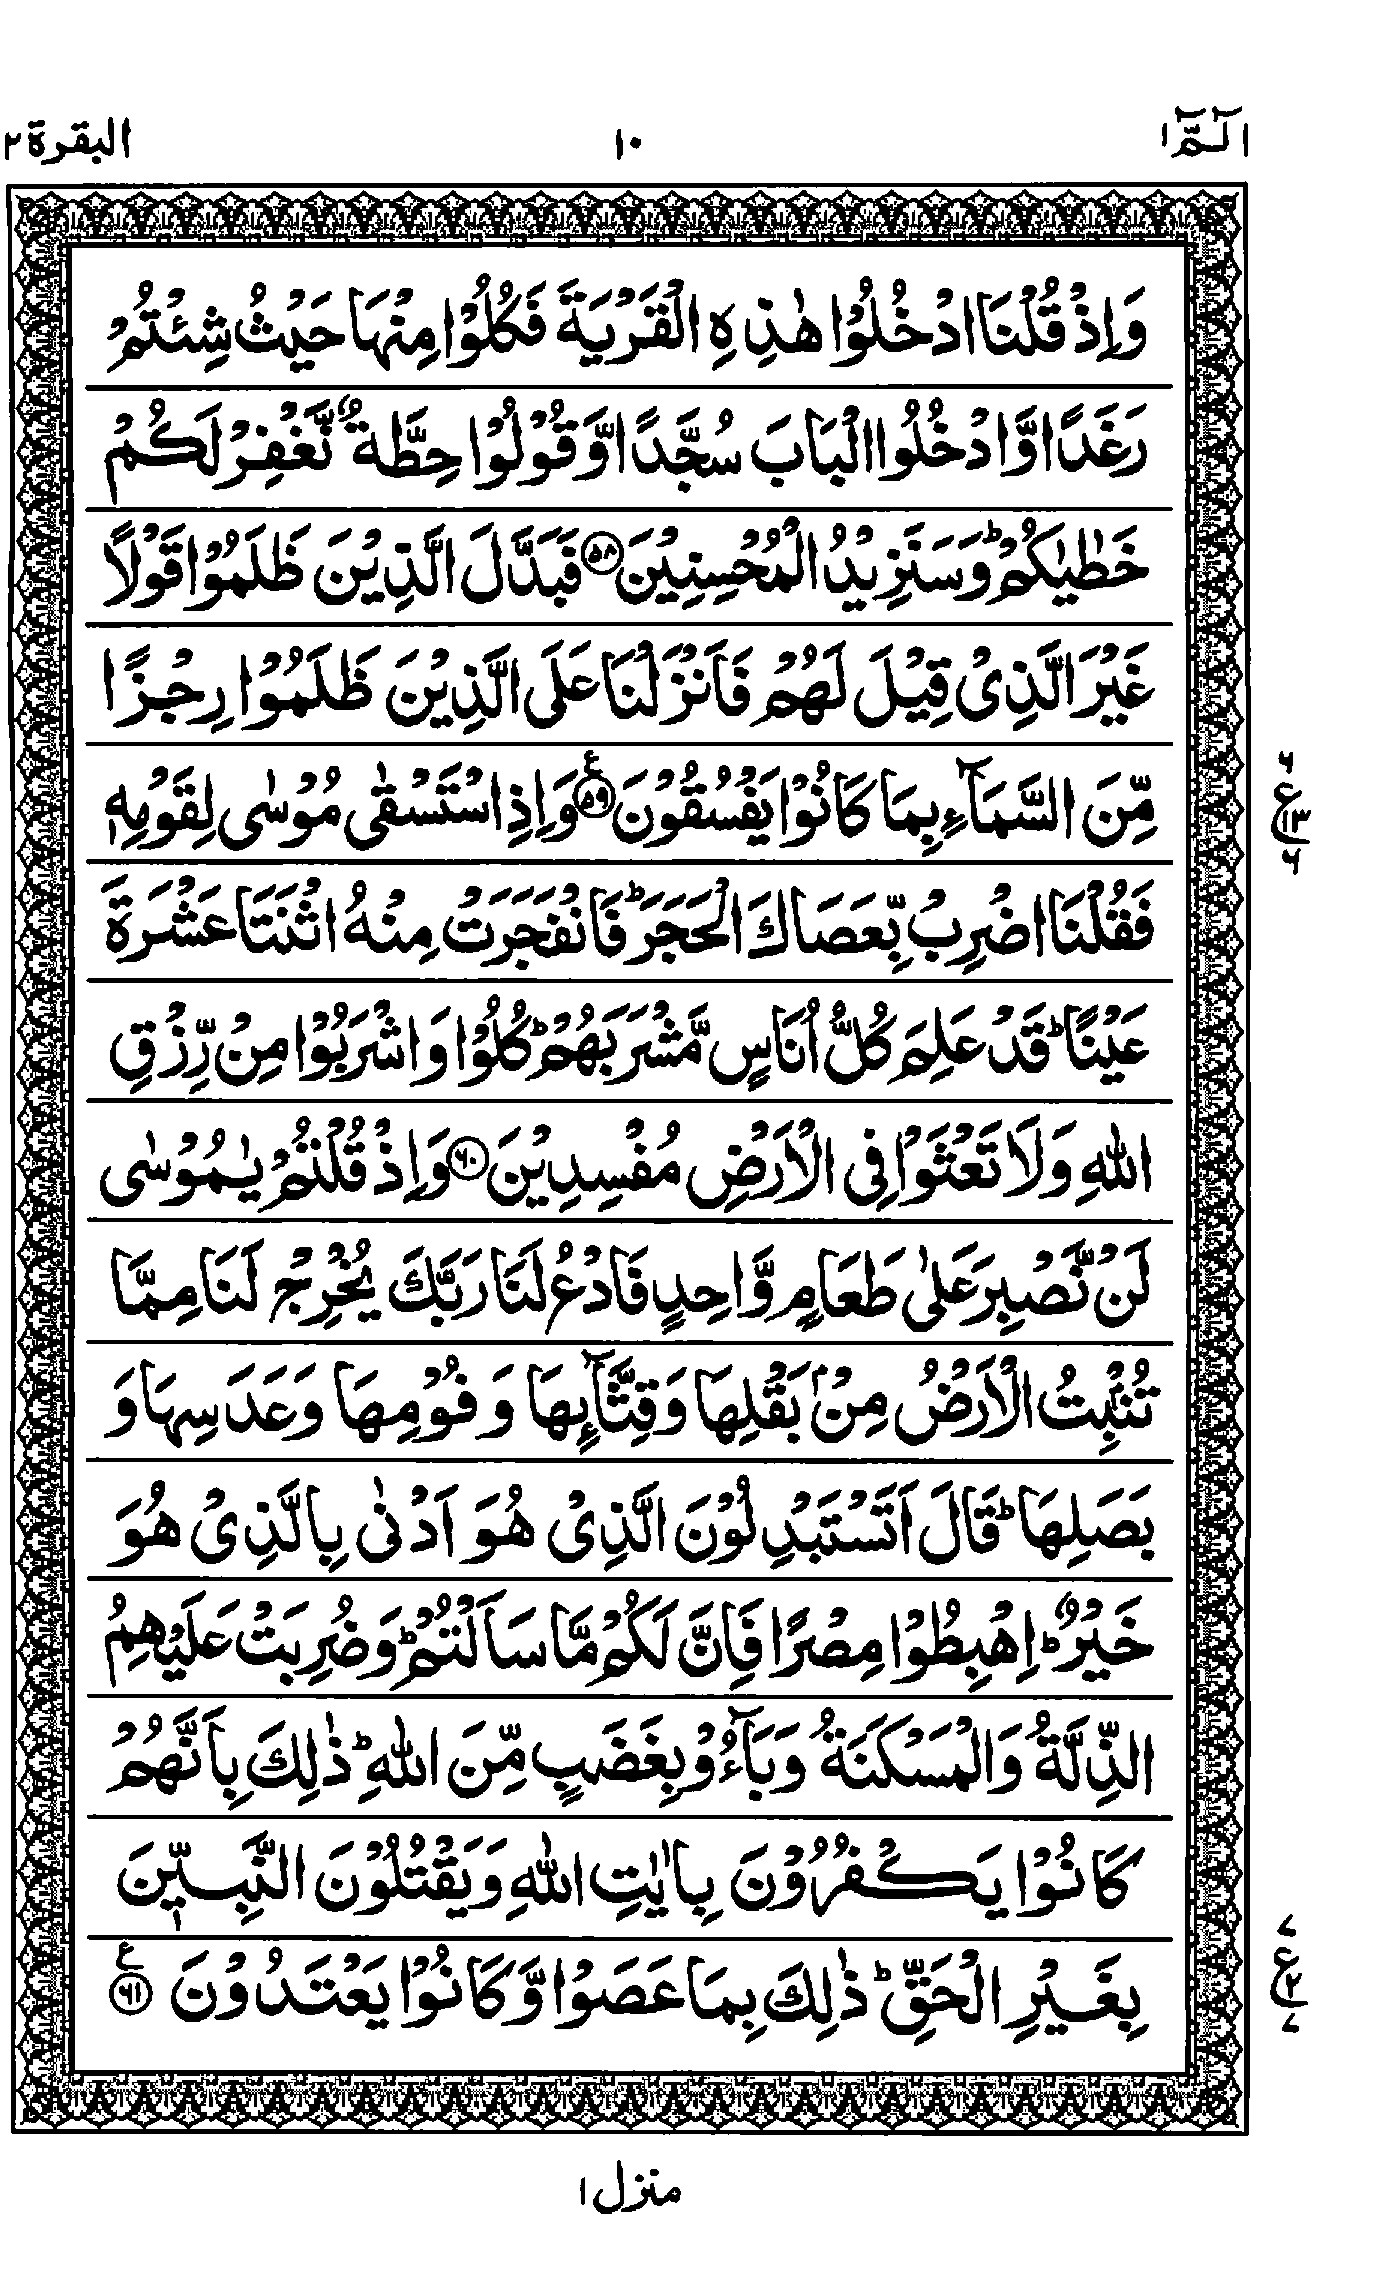 الٓمّٓ ١ ١٠ البقرة ٢
وَاِذْ قُلْنَا ادْخُلُوْا هٰذِهِ الْقَرْيَةَ فَكُلُوْا مِنْهَا حَيْثُ شِئْتُمْ
رَغَدًا وَّادْخُلُوا الْبَابَ سُجَّدًا وَّقُوْلُوْا حِطَّةٌ نَّغْفِرْ لَكُمْ
خَطٰيٰكُمْ ؕ وَسَنَزِيْدُ الْمُحْسِنِيْنَ ۝٥٨ فَبَدَّلَ الَّذِيْنَ ظَلَمُوْا قَوْلًا
غَيْرَ الَّذِىْ قِيْلَ لَهُمْ فَاَنْزَلْنَا عَلَى الَّذِيْنَ ظَلَمُوْا رِجْزًا
مِّنَ السَّمَآءِ بِمَا كَانُوْا يَفْسُقُوْنَ ۝٥٩ ع وَاِذِ اسْتَسْقٰى مُوْسٰى لِقَوْمِهٖ
٦ ع ١٣ ٦
فَقُلْنَا اضْرِبْ بِّعَصَاكَ الْحَجَرَ ؕ فَانْفَجَرَتْ مِنْهُ اثْنَتَا عَشْرَةَ
عَيْنًا ؕ قَدْ عَلِمَ كُلُّ اُنَاسٍ مَّشْرَبَهُمْ ؕ كُلُوْا وَاشْرَبُوْا مِنْ رِّزْقِ
اللّٰهِ وَلَا تَعْثَوْا فِى الْاَرْضِ مُفْسِدِيْنَ ۝٦٠ وَاِذْ قُلْتُمْ يٰمُوْسٰى
لَنْ نَّصْبِرَ عَلٰى طَعَامٍ وَّاحِدٍ فَادْعُ لَنَا رَبَّكَ يُخْرِجْ لَنَا مِمَّا
تُنْۢبِتُ الْاَرْضُ مِنْۢ بَقْلِهَا وَقِثَّآئِهَا وَفُوْمِهَا وَعَدَسِهَا وَ
بَصَلِهَا ؕ قَالَ اَتَسْتَبْدِلُوْنَ الَّذِىْ هُوَ اَدْنٰى بِالَّذِىْ هُوَ
خَيْرٌ ؕ اِهْبِطُوْا مِصْرًا فَاِنَّ لَكُمْ مَّا سَاَلْتُمْ ؕ وَضُرِبَتْ عَلَيْهِمُ
الذِّلَّةُ وَالْمَسْكَنَةُ وَبَآءُوْ بِغَضَبٍ مِّنَ اللّٰهِ ؕ ذٰلِكَ بِاَنَّهُمْ
كَانُوْا يَكْفُرُوْنَ بِاٰيٰتِ اللّٰهِ وَيَقْتُلُوْنَ النَّبِيّٖنَ
بِغَيْرِ الْحَقِّ ؕ ذٰلِكَ بِمَا عَصَوْا وَّكَانُوْا يَعْتَدُوْنَ ۝٦١ ع
٧ ع ٢ ٧
منزل ١